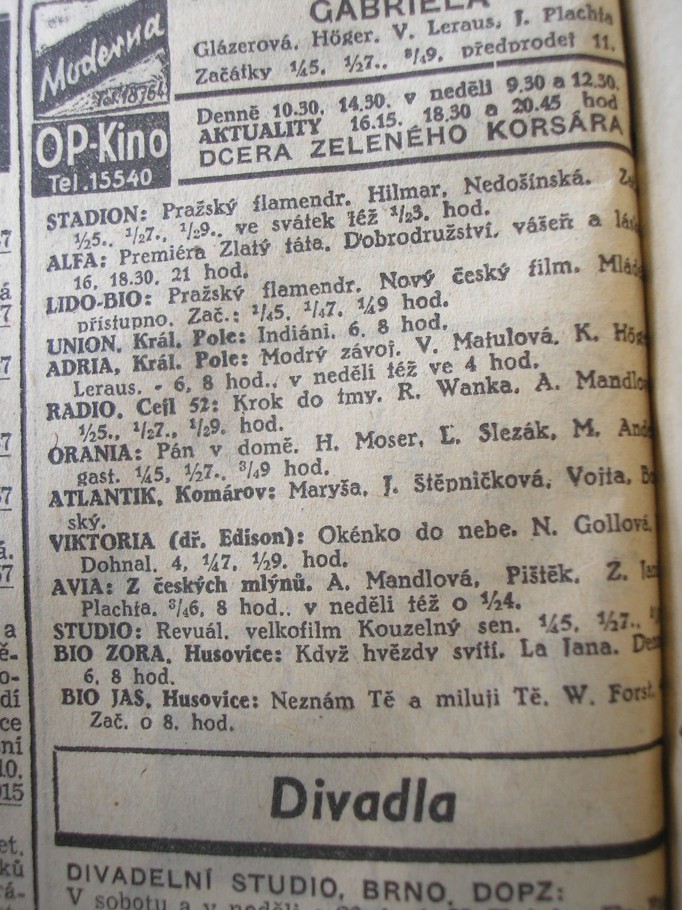 GABRIELA
Glázerová, Höger. V. Leraus, J. Plachta
Začátky ¼5, ½7., ¾9, předprodej 11.
Moderna
Tel. 18764
OP-Kino
Tel. 15540
Denně 10.30. 14.30. v neděli 9.30 a 12.30.
AKTUALITY 16.15. 18.30 a 20.45 hod
DCERA ZELENÉHO KORSÁRA
STADION: Pražský flamendr. Hilmar, Nedošínská.
½5., ½7., ½9., ve svátek též ½3. hod.
ALFA: Premiéra Zlatý táta. Dobrodružství, vášeň a
16, 18.30, 21 hod.
LIDO-BIO: Pražský flamendr. Nový český film.
přístupno. Zač.: ¼5, ¼7, ¼9 hod.
UNION, Král. Pole: Indiáni. 6, 8 hod.
ADRIA, Král. Pole: Modrý závoj. V. Matulová, K.
Leraus. - 6, 8 hod., v neděli též ve 4 hod.
RADIO, Cejl 52: Krok do tmy. R. Wanka, A.
½5., ½7., ½9. hod.
ORANIA: Pán v domě. H. Moser, L. Slezák, M.
gast. ¼5, ½7., ¾9 hod.
ATLANTIK, Komárov: Maryša, J. Štěpničková, Vojta,
ský.
VIKTORIA (dř. Edison): Okénko do nebe. N. Gollová,
Dohnal. 4, ¼7, ½9. hod.
AVIA: Z českých mlýnů. A. Mandlová, Pištěk, Z.
Plachta. ¾6, 8 hod., v neděli též o ½4.
STUDIO: Revuál. velkofilm Kouzelný sen. ¼5, ½7.,
BIO ZORA, Husovice: Když hvězdy svítí. La Jana.
6, 8 hod.
BIO JAS, Husovice: Neznám Tě a miluji Tě. W. Forst.
Zač. o 8. hod.
Divadla
DIVADELNÍ STUDIO, BRNO, DOPZ:
V sobotu a v neděli